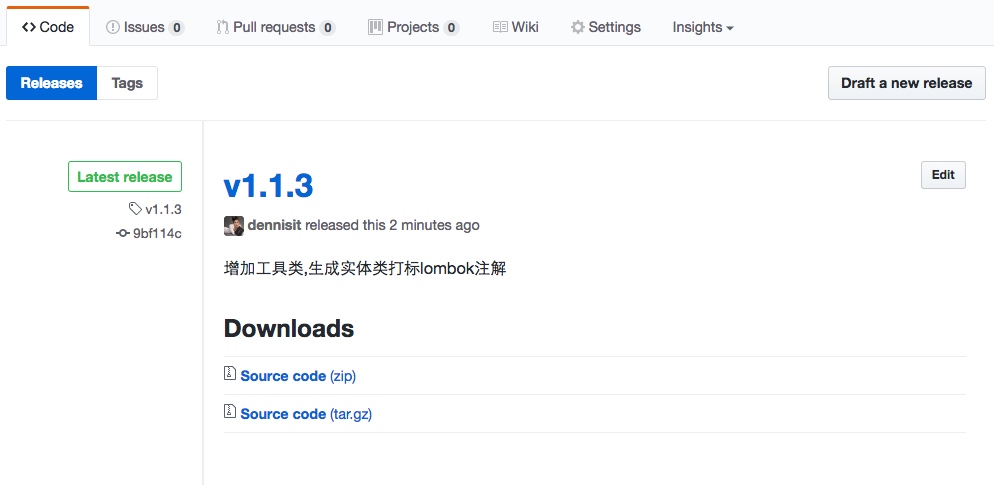 Code Issues 0 Pull requests 0 Projects 0 Wiki Settings Insights
Releases Tags Draft a new release
Latest release
v1.1.3
9bf114c
v1.1.3 Edit
dennisit released this 2 minutes ago
增加工具类,生成实体类打标lombok注解
Downloads
Source code (zip)
Source code (tar.gz)